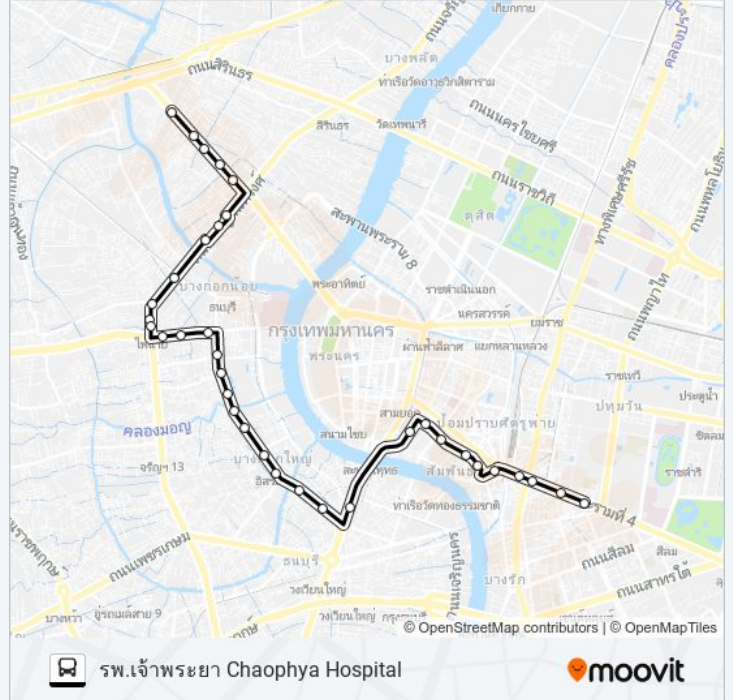 เกียกกาย
ถนนสิรินธร
บางพลัด
ท่าเรือวัดอาวุธวิกสิตาราม
ถนนนครไชยศรี
สิรินธร
วัดเทพนารี
ถนนราชวิถี
ทางพิเศษศรีรัช
ดุสิต
สะพานพระราม 8
บางกอกน้อย
พระอาทิตย์
ราชดำเนินนอก
ถนนพญาไท
ธนบุรี
นครสวรรค์
ยมราช
กรุงเทพมหานคร
ไฟฉาย
พระนคร
ผ่านฟ้าลีลาศ
แยกหลานหลวง
ราชเทวี
ประตูน้ำ
สามยอด
ปทุมวัน
ป้อมปราบศัตรูพ่าย
คลองมอญ
สนามไชย
ชิดลม
จรัญฯ 13
ราชดำริ
ท่าเรือวัดทองธรรมชาติ
พระรามที่ 4
ถนนเพชรเกษม
ธนบุรี
ถนนสีลม
สีลม
บางรัก
ถนนสาทรใต้
วงเวียนใหญ่
บางหว้า
อู่รถเมล์สาย 9
วงเวียนใหญ่
© OpenStreetMap contributors | © OpenMapTiles
รพ.เจ้าพระยา Chaophya Hospital
moovit